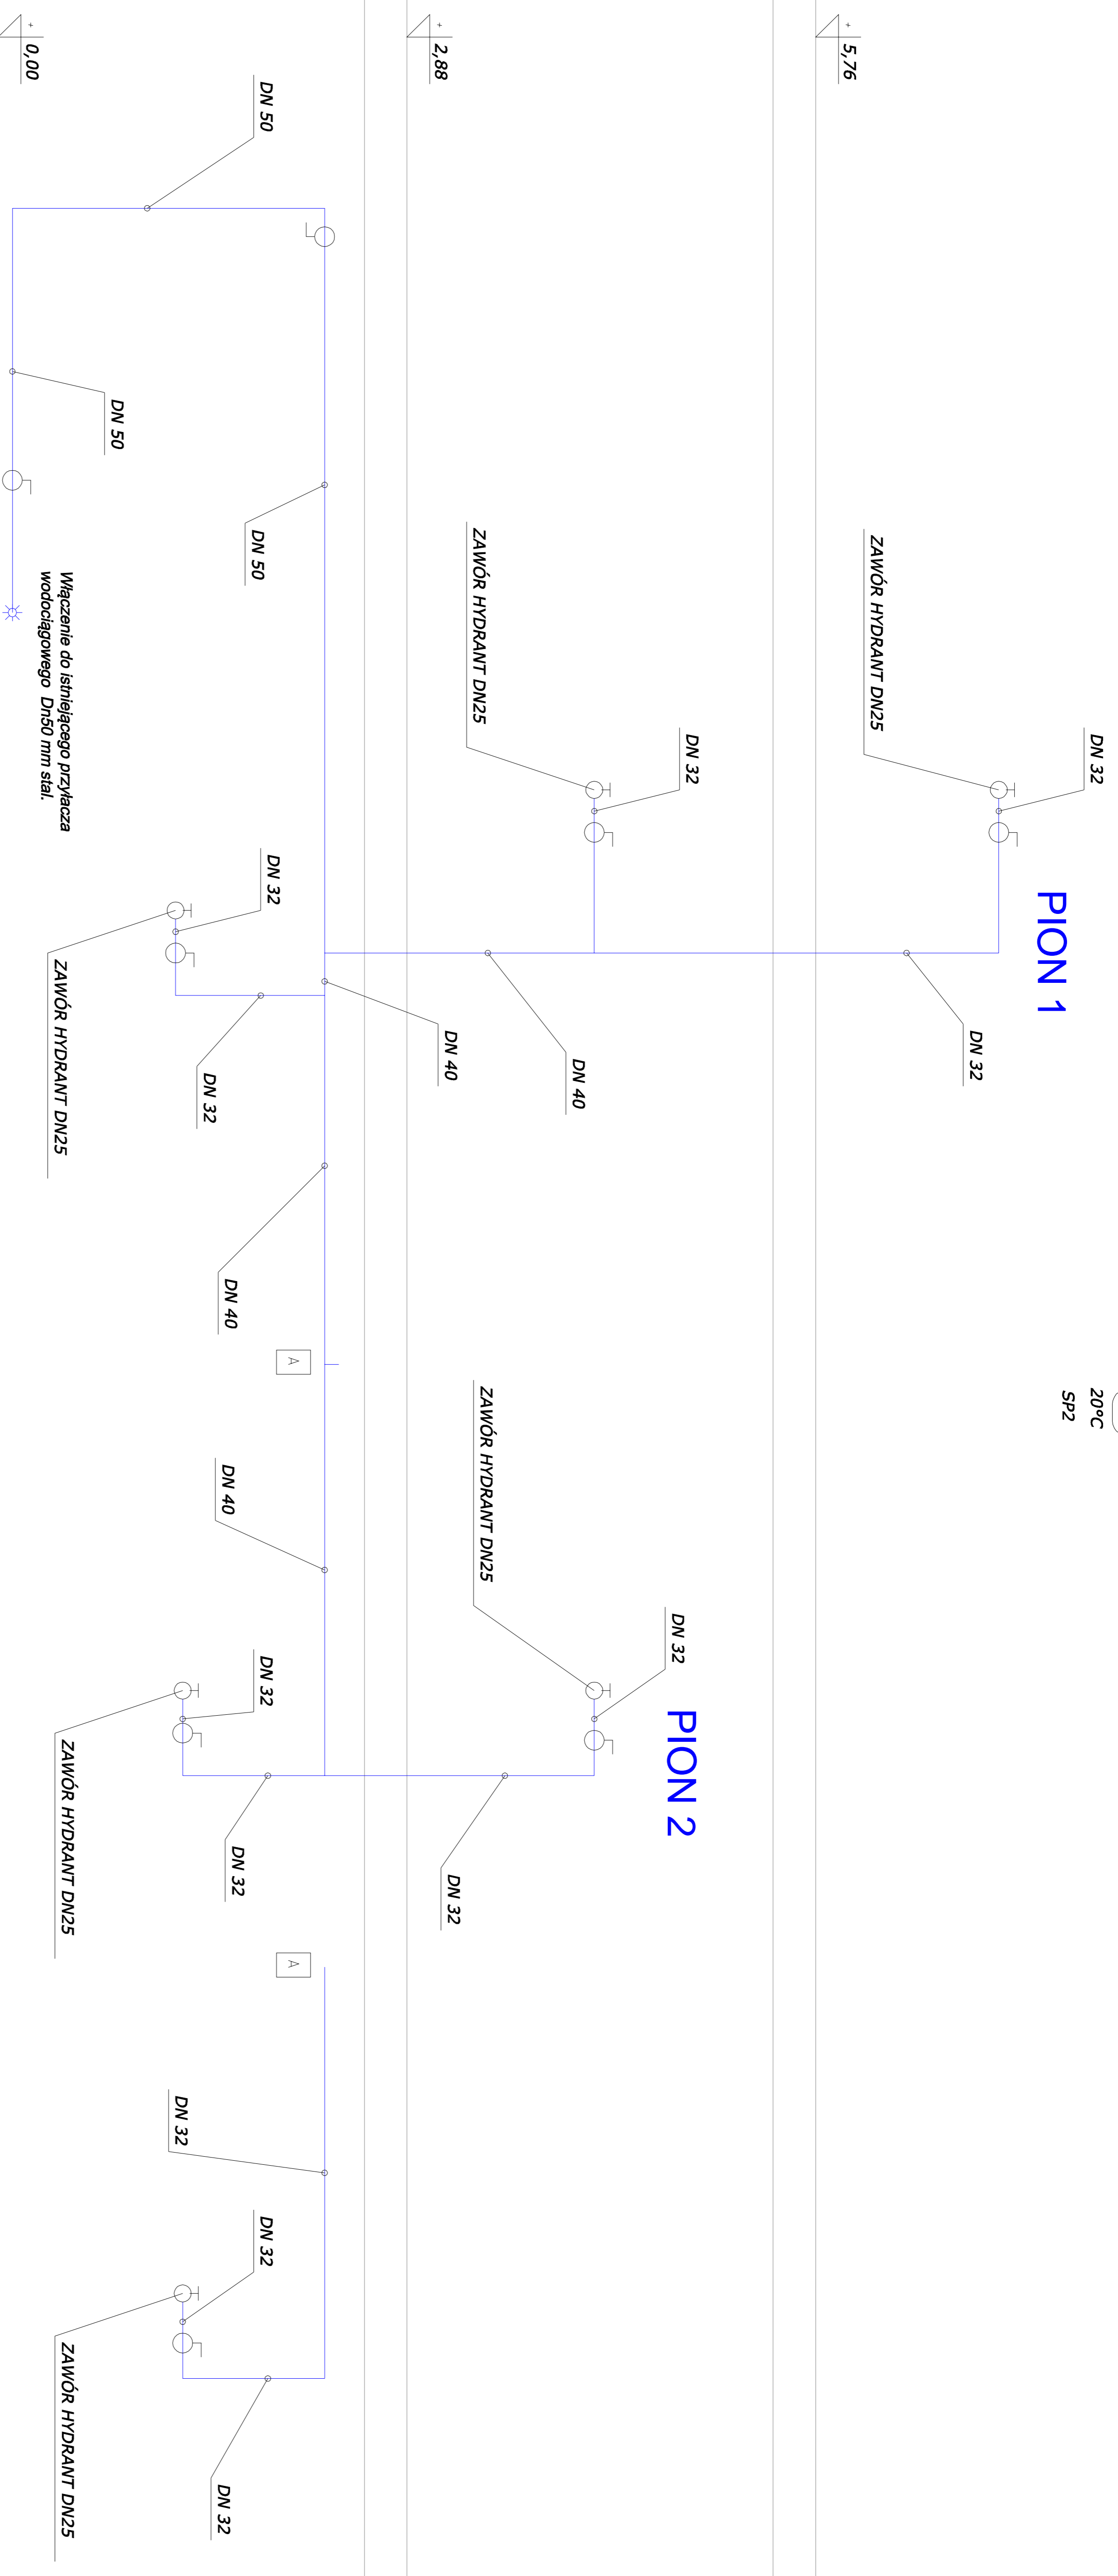 +
5,76
+
2,88
+
0,00
20°C
SP2
DN 32
PION 1
ZAWÓR HYDRANT DN25
DN 32
DN 32
ZAWÓR HYDRANT DN25
DN 40
DN 40
DN 50
DN 50
DN 50
Włączenie do istniejącego przyłacza
wodociągowego Dn50 mm stal.
DN 32
DN 32
ZAWÓR HYDRANT DN25
DN 40
A
DN 40
DN 32
PION 2
ZAWÓR HYDRANT DN25
DN 32
DN 32
DN 32
ZAWÓR HYDRANT DN25
A
DN 32
DN 32
DN 32
ZAWÓR HYDRANT DN25